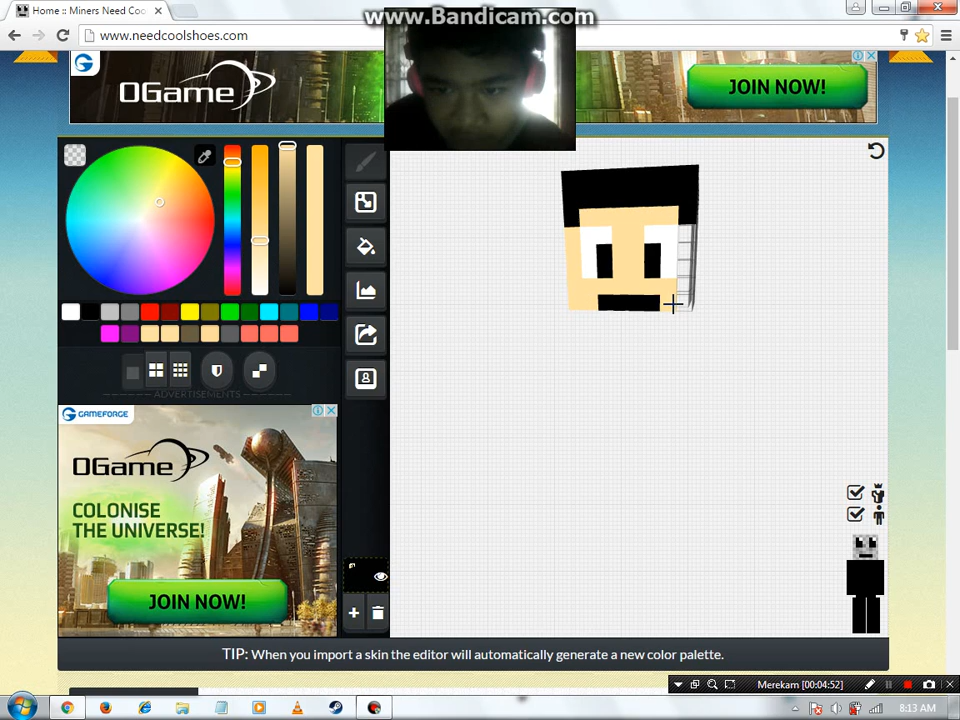 Home :: Miners Need Coo
www.Bandicam.com
www.needcoolshoes.com
OGame
JOIN NOW!
ADVERTISEMENTS
GAMEFORGE
OGame
COLONISE
THE UNIVERSE!
JOIN NOW!
TIP: When you import a skin the editor will automatically generate a new color palette.
Merekam [00:04:52]
8:13 AM